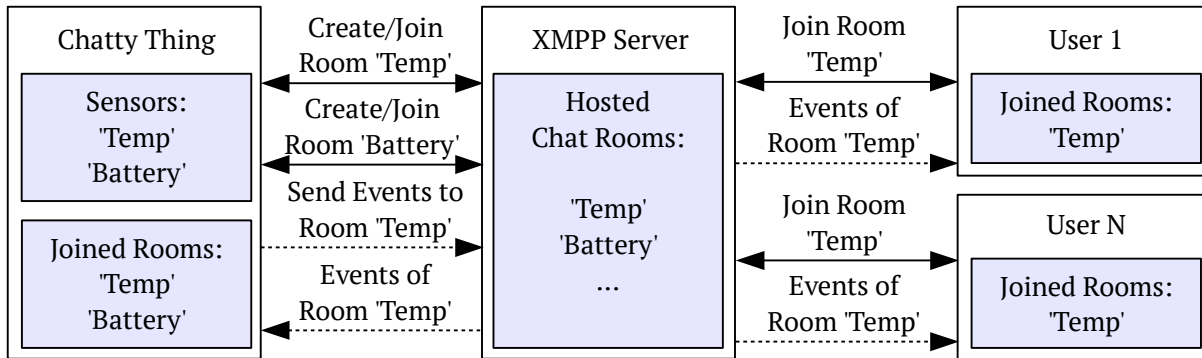 Chatty Thing
Sensors:
'Temp'
'Battery'
Joined Rooms:
'Temp'
'Battery'
Create/Join
Room 'Temp'
Create/Join
Room 'Battery'
Send Events to
Room 'Temp'
Events of
Room 'Temp'
XMPP Server
Hosted
Chat Rooms:
'Temp'
'Battery'
...
Join Room
'Temp'
Events of
Room 'Temp'
Join Room
'Temp'
Events of
Room 'Temp'
User 1
Joined Rooms:
'Temp'
User N
Joined Rooms:
'Temp'